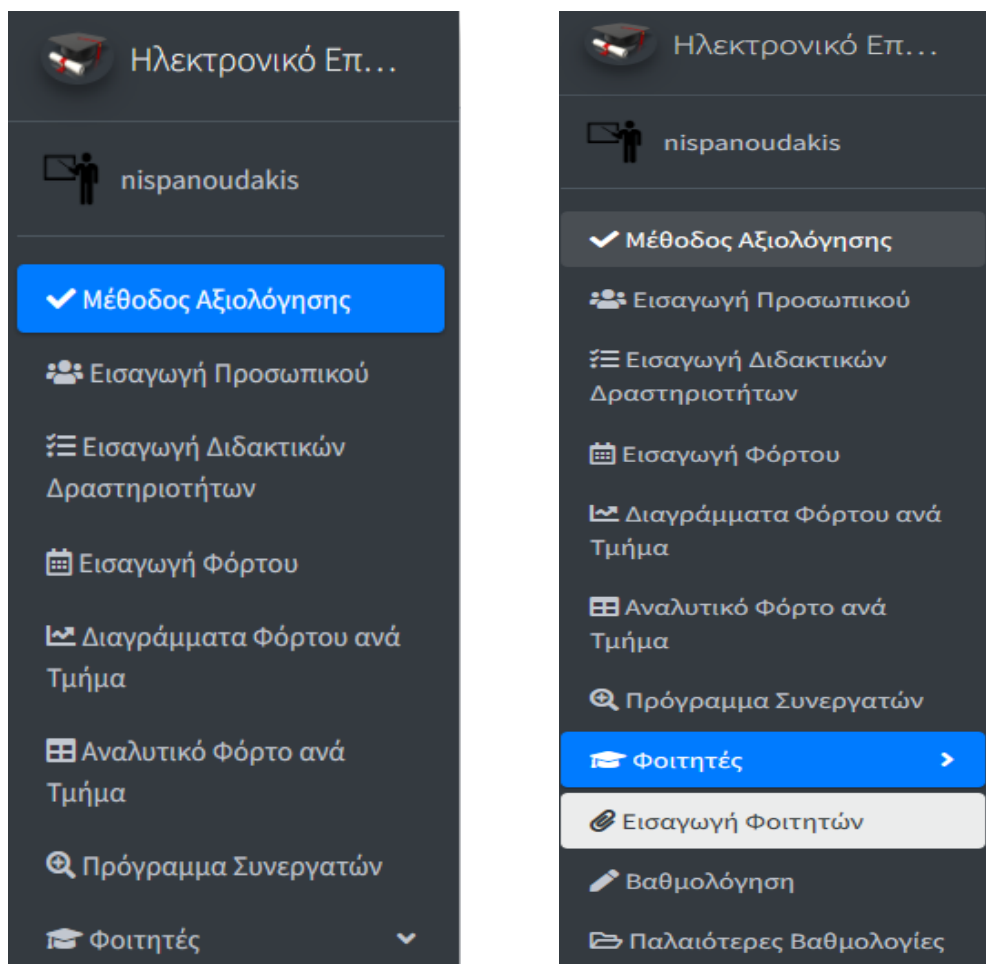 Ηλεκτρονικό Επ...
nispanoudakis
Μέθοδος Αξιολόγησης
Εισαγωγή Προσωπικού
Εισαγωγή Διδακτικών
Δραστηριοτήτων
Εισαγωγή Φόρτου
Διαγράμματα Φόρτου ανά
Τμήμα
Αναλυτικό Φόρτο ανά
Τμήμα
Πρόγραμμα Συνεργατών
Φοιτητές
Ηλεκτρονικό Επ...
nispanoudakis
Μέθοδος Αξιολόγησης
Εισαγωγή Προσωπικού
Εισαγωγή Διδακτικών
Δραστηριοτήτων
Εισαγωγή Φόρτου
Διαγράμματα Φόρτου ανά
Τμήμα
Αναλυτικό Φόρτο ανά
Τμήμα
Πρόγραμμα Συνεργατών
Φοιτητές
Εισαγωγή Φοιτητών
Βαθμολόγηση
Παλαιότερες Βαθμολογίες